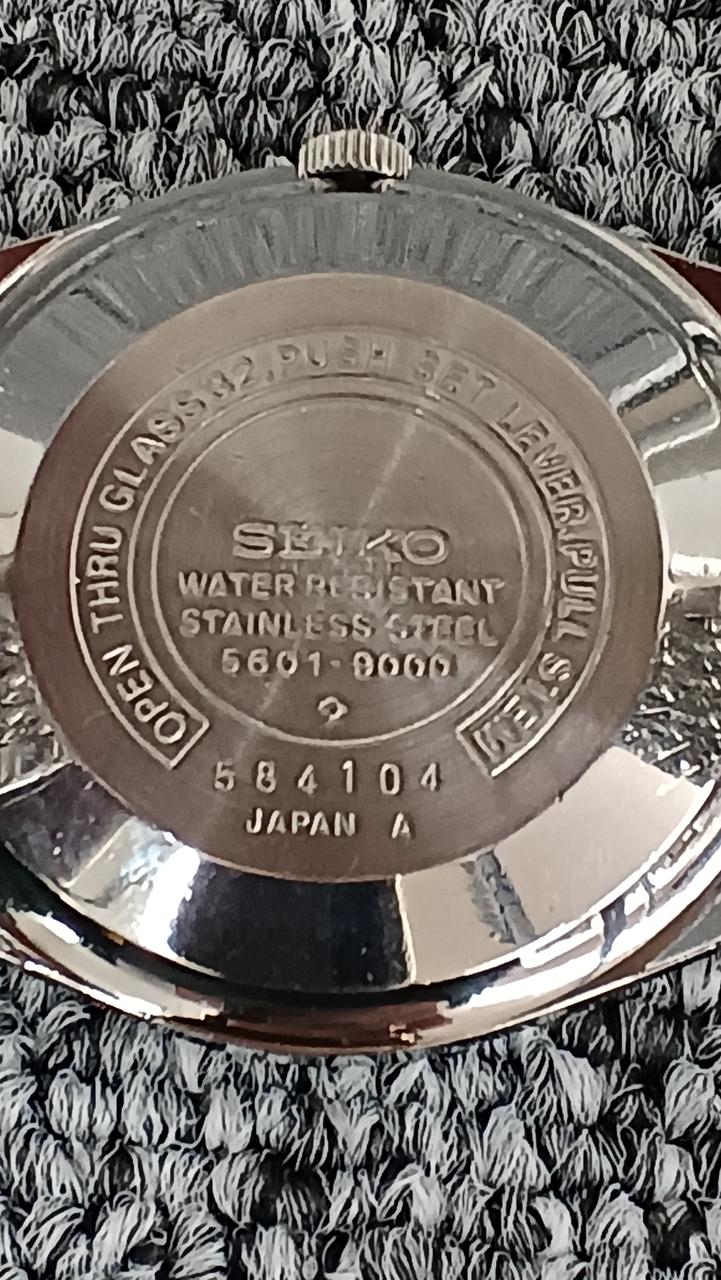 OPEN THRU GLASS 32.PUSH SET LEVER.PULL STEM
SEIKO
WATER RESISTANT
STAINLESS STEEL
5601-9000
584104
JAPAN A